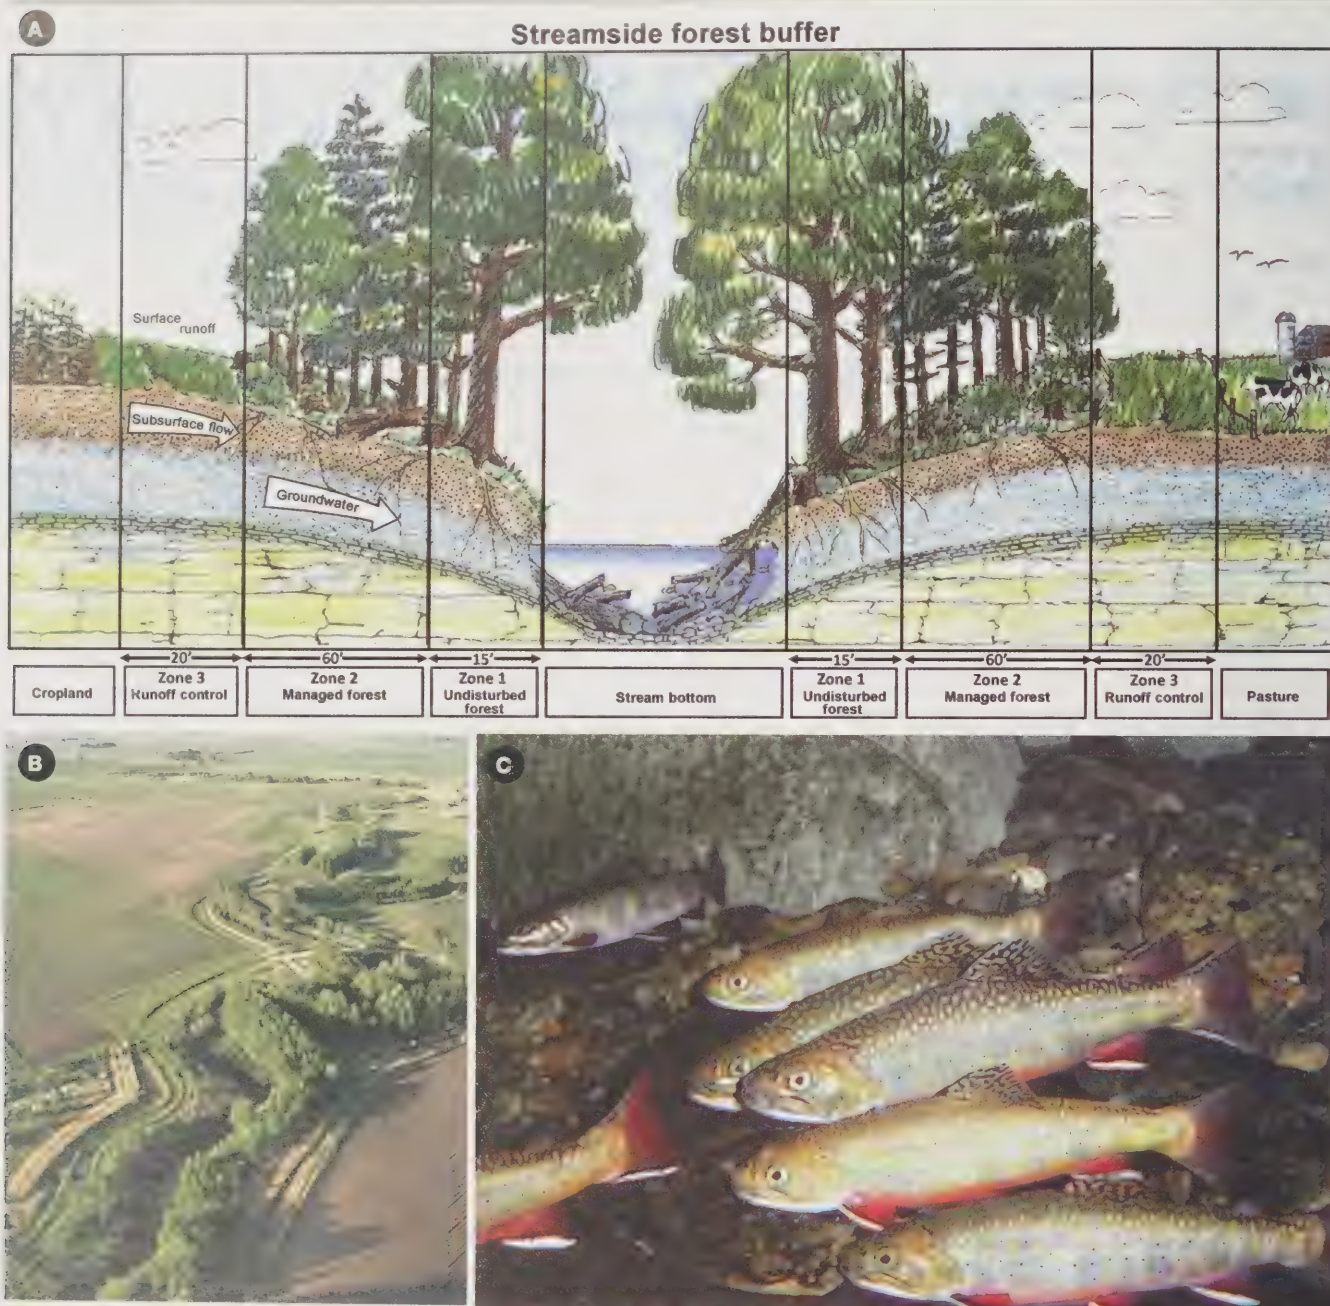 A
Streamside forest buffer
Surface
runoff
Subsurface flow
Groundwater
20' 60' 15' 15' 60' 20'
Cropland
Zone 3
Runoff control
Zone 2
Managed forest
Zone 1
Undisturbed
forest
Stream bottom
Zone 1
Undisturbed
forest
Zone 2
Managed forest
Zone 3
Runoff control
Pasture
B
C